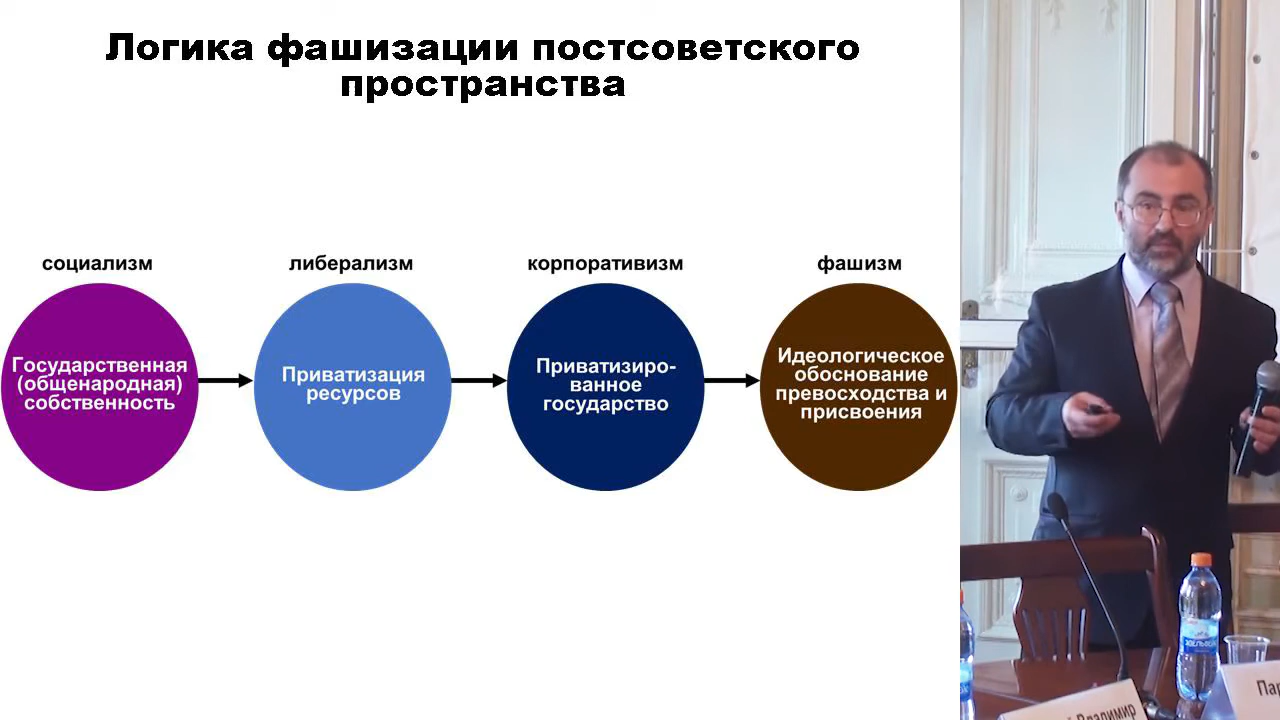 Логика фашизации постсоветского
пространства
социализм
либерализм
корпоративизм
фашизм
Государственная
(общенародная)
собственность
Приватизация
ресурсов
Приватизиро-
ванное
государство
Идеологическое
обоснование
превосходства и
присвоения
Владимир